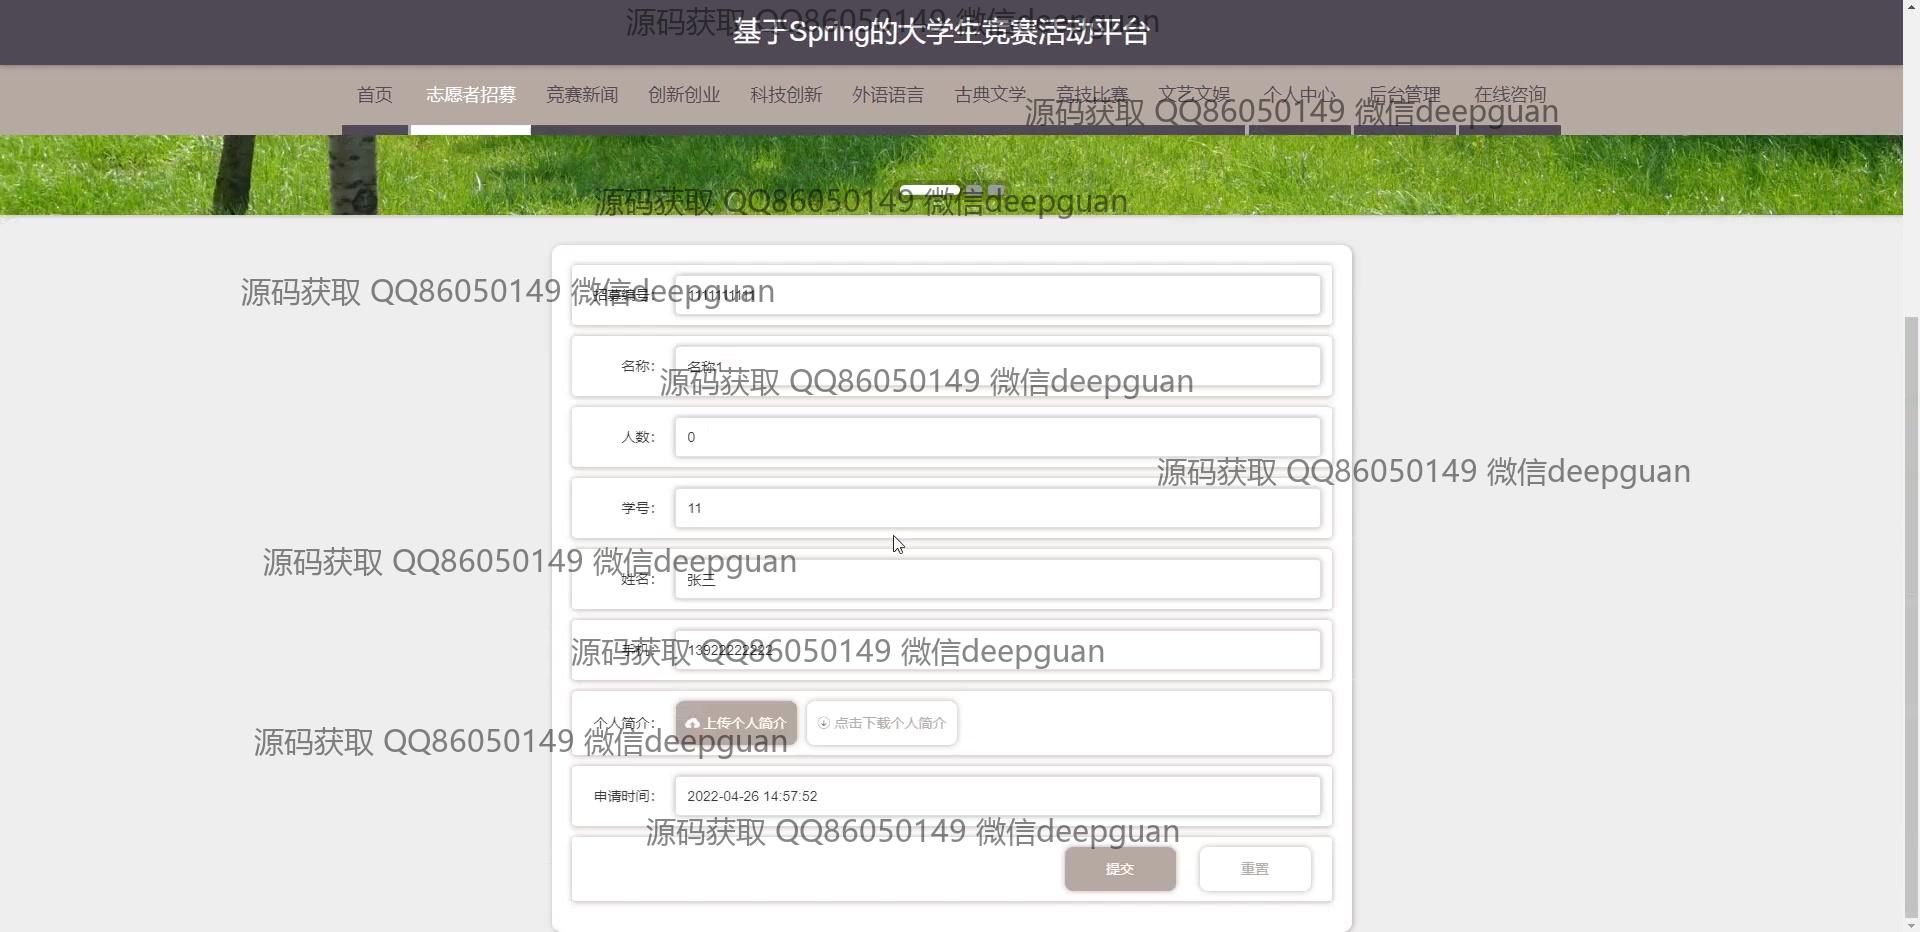 源码获取 QQ86050149 微信deepguan
基于Spring的大学生竞赛活动平台
首页 志愿者招募 竞赛新闻 创新创业 科技创新 外语语言 古典文学 竞技比赛 文艺文娱 个人中心 后台管理 在线咨询
源码获取 QQ86050149 微信deepguan
源码获取 QQ86050149 微信deepguan
源码获取 QQ86050149 微信deepguan
招募编号: 1111111111
名称: 名称1
源码获取 QQ86050149 微信deepguan
人数: 0
源码获取 QQ86050149 微信deepguan
学号: 11
源码获取 QQ86050149 微信deepguan
姓名: 张三
手机: 13922222222
源码获取 QQ86050149 微信deepguan
个人简介: 上传个人简介 点击下载个人简介
源码获取 QQ86050149 微信deepguan
申请时间: 2022-04-26 14:57:52
源码获取 QQ86050149 微信deepguan
提交 重置